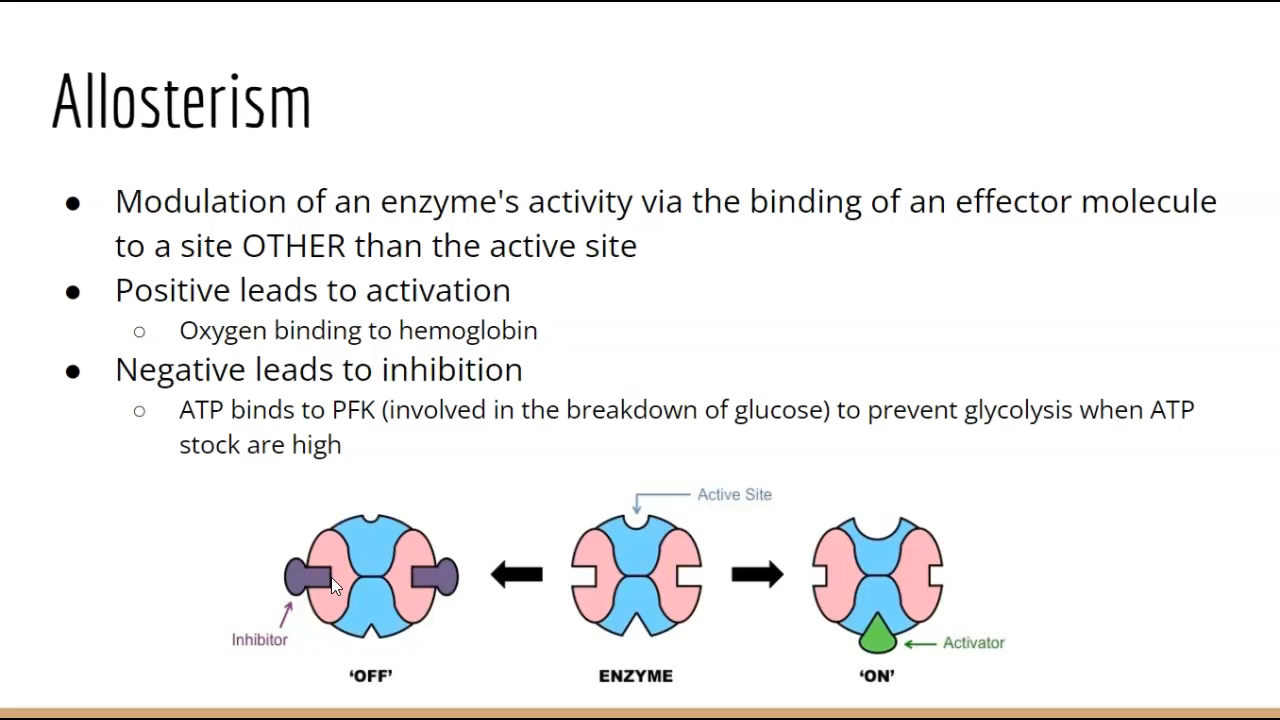 Allosterism
● Modulation of an enzyme's activity via the binding of an effector molecule
to a site OTHER than the active site
● Positive leads to activation
○ Oxygen binding to hemoglobin
● Negative leads to inhibition
○ ATP binds to PFK (involved in the breakdown of glucose) to prevent glycolysis when ATP
stock are high
Active Site
Inhibitor
Activator
‘OFF’ ENZYME ‘ON’